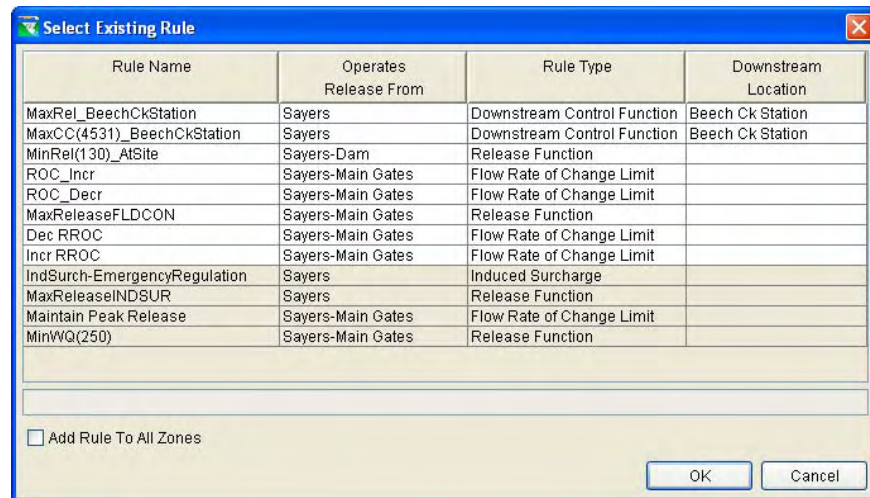 Select Existing Rule
Rule Name Operates Release From Rule Type Downstream Location
MaxRel_BeechCkStation Sayers Downstream Control Function Beech Ck Station
MaxCC(4531)_BeechCkStation Sayers Downstream Control Function Beech Ck Station
MinRel(130)_AtSite Sayers-Dam Release Function
ROC_Incr Sayers-Main Gates Flow Rate of Change Limit
ROC_Decr Sayers-Main Gates Flow Rate of Change Limit
MaxReleaseFLDCON Sayers-Main Gates Release Function
Dec RROC Sayers-Main Gates Flow Rate of Change Limit
Incr RROC Sayers-Main Gates Flow Rate of Change Limit
IndSurch-EmergencyRegulation Sayers Induced Surcharge
MaxReleaseINDSUR Sayers Release Function
Maintain Peak Release Sayers-Main Gates Flow Rate of Change Limit
MinWQ(250) Sayers-Main Gates Release Function
Add Rule To All Zones
OK Cancel